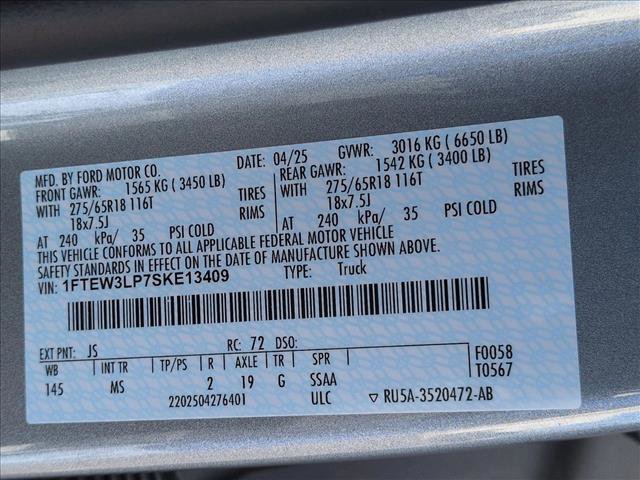 MFD. BY FORD MOTOR CO. DATE: 04/25 GVWR: 3016 KG ( 6650 LB)
FRONT GAWR: 1565 KG ( 3450 LB) REAR GAWR: 1542 KG ( 3400 LB)
WITH 275/65R18 116T TIRES WITH 275/65R18 116T TIRES
18x7.5J RIMS 18x7.5J RIMS
AT 240 kPa/ 35 PSI COLD AT 240 kPa/ 35 PSI COLD
THIS VEHICLE CONFORMS TO ALL APPLICABLE FEDERAL MOTOR VEHICLE
SAFETY STANDARDS IN EFFECT ON THE DATE OF MANUFACTURE SHOWN ABOVE.
VIN: 1FTEW3LP7SKE13409 TYPE: Truck
EXT PNT: JS RC: 72 DSO:
WB INT TR TP/PS R AXLE TR SPR F0058
145 MS 2 19 G SSAA T0567
2202504276401 ULC ▽ RU5A-3520472-AB